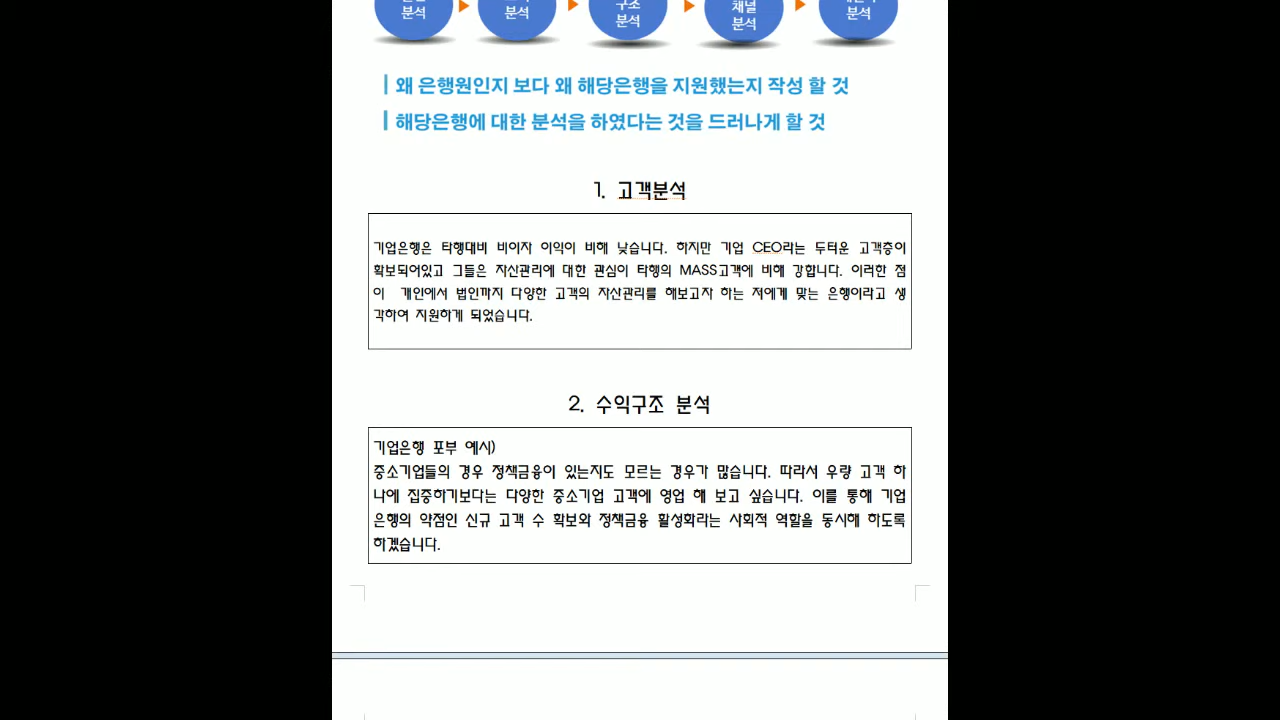 분석
분석
구조
분석
채널
분석
분석
왜 은행원인지 보다 왜 해당은행을 지원했는지 작성 할 것
해당은행에 대한 분석을 하였다는 것을 드러나게 할 것
1. 고객분석
기업은행은 타행대비 비이자 이익이 비해 낮습니다. 하지만 기업 CEO라는 두터운 고객층이
확보되어있고 그들은 자산관리에 대한 관심이 타행의 MASS고객에 비해 강합니다. 이러한 점
이 개인에서 법인까지 다양한 고객의 자산관리를 해보고자 하는 저에게 맞는 은행이라고 생
각하여 지원하게 되었습니다.
2. 수익구조 분석
기업은행 포부 예시)
중소기업들의 경우 정책금융이 있는지도 모르는 경우가 많습니다. 따라서 우량 고객 하
나에 집중하기보다는 다양한 중소기업 고객에 영업 해 보고 싶습니다. 이를 통해 기업
은행의 약점인 신규 고객 수 확보와 정책금융 활성화라는 사회적 역할을 동시해 하도록
하겠습니다.